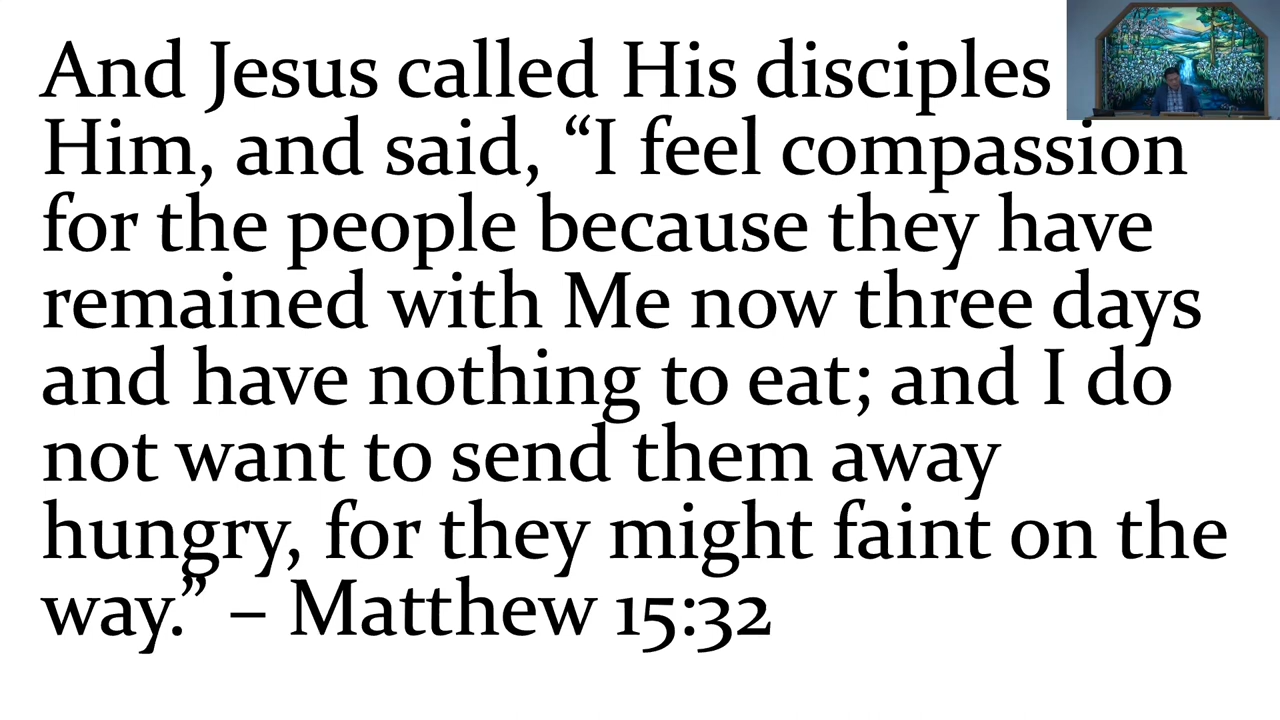 And Jesus called His disciples
Him, and said, “I feel compassion
for the people because they have
remained with Me now three days
and have nothing to eat; and I do
not want to send them away
hungry, for they might faint on the
way.” – Matthew 15:32